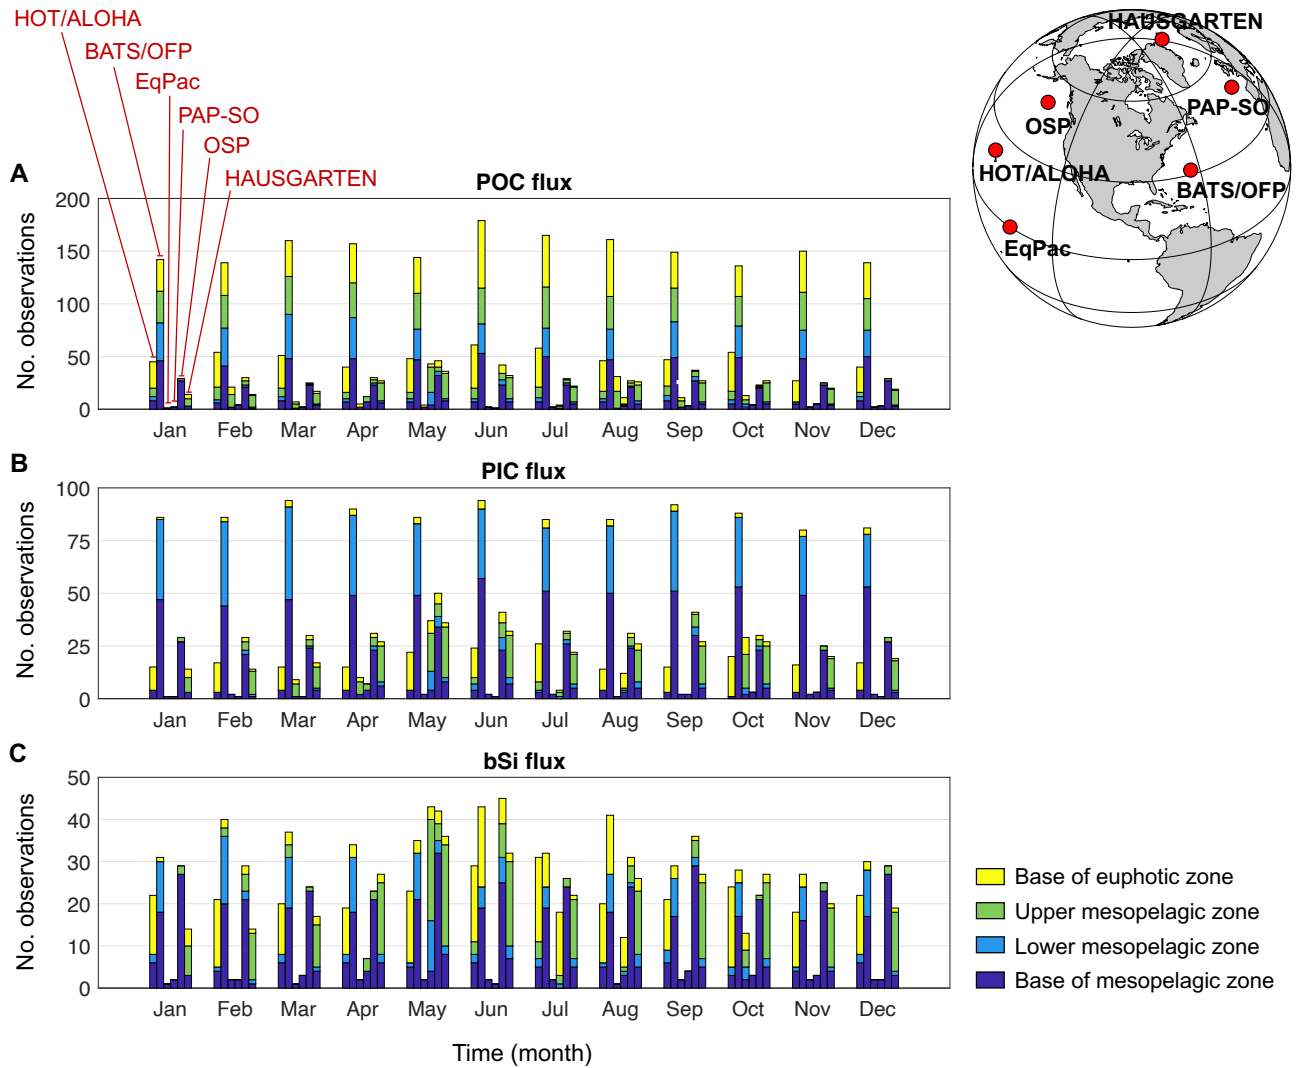 HOT/ALOHA
BATS/OFP
EqPac
PAP-SO
OSP
HAUSGARTEN
HAUSGARTEN
PAP-SO
OSP
HOT/ALOHA
BATS/OFP
EqPac
A
POC flux
No. observations
200
150
100
50
0
Jan Feb Mar Apr May Jun Jul Aug Sep Oct Nov Dec
B
PIC flux
No. observations
100
75
50
25
0
Jan Feb Mar Apr May Jun Jul Aug Sep Oct Nov Dec
C
bSi flux
No. observations
50
40
30
20
10
0
Jan Feb Mar Apr May Jun Jul Aug Sep Oct Nov Dec
Time (month)
Base of euphotic zone
Upper mesopelagic zone
Lower mesopelagic zone
Base of mesopelagic zone